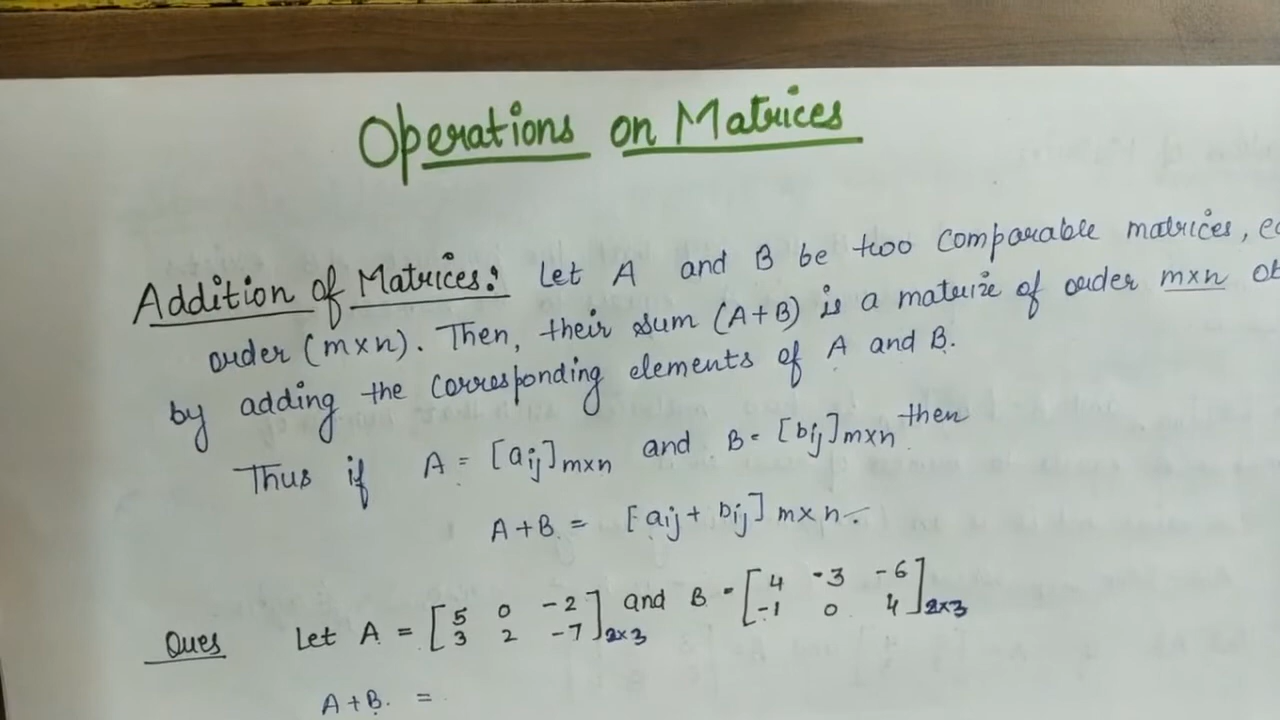 Operations on Matrices
Addition of Matrices: Let A and B be two comparable matrices,
order (m×n). Then, their sum (A+B) is a matrix of order m×n
by adding the corresponding elements of A and B.
Thus if A = [aij]m×n and B = [bij]m×n then
A+B = [aij + bij] m×n
Ques Let A = [5 0 -2 and B = [4 -3 -6
3 2 -7]2×3 -1 0 4]2×3
A+B. =